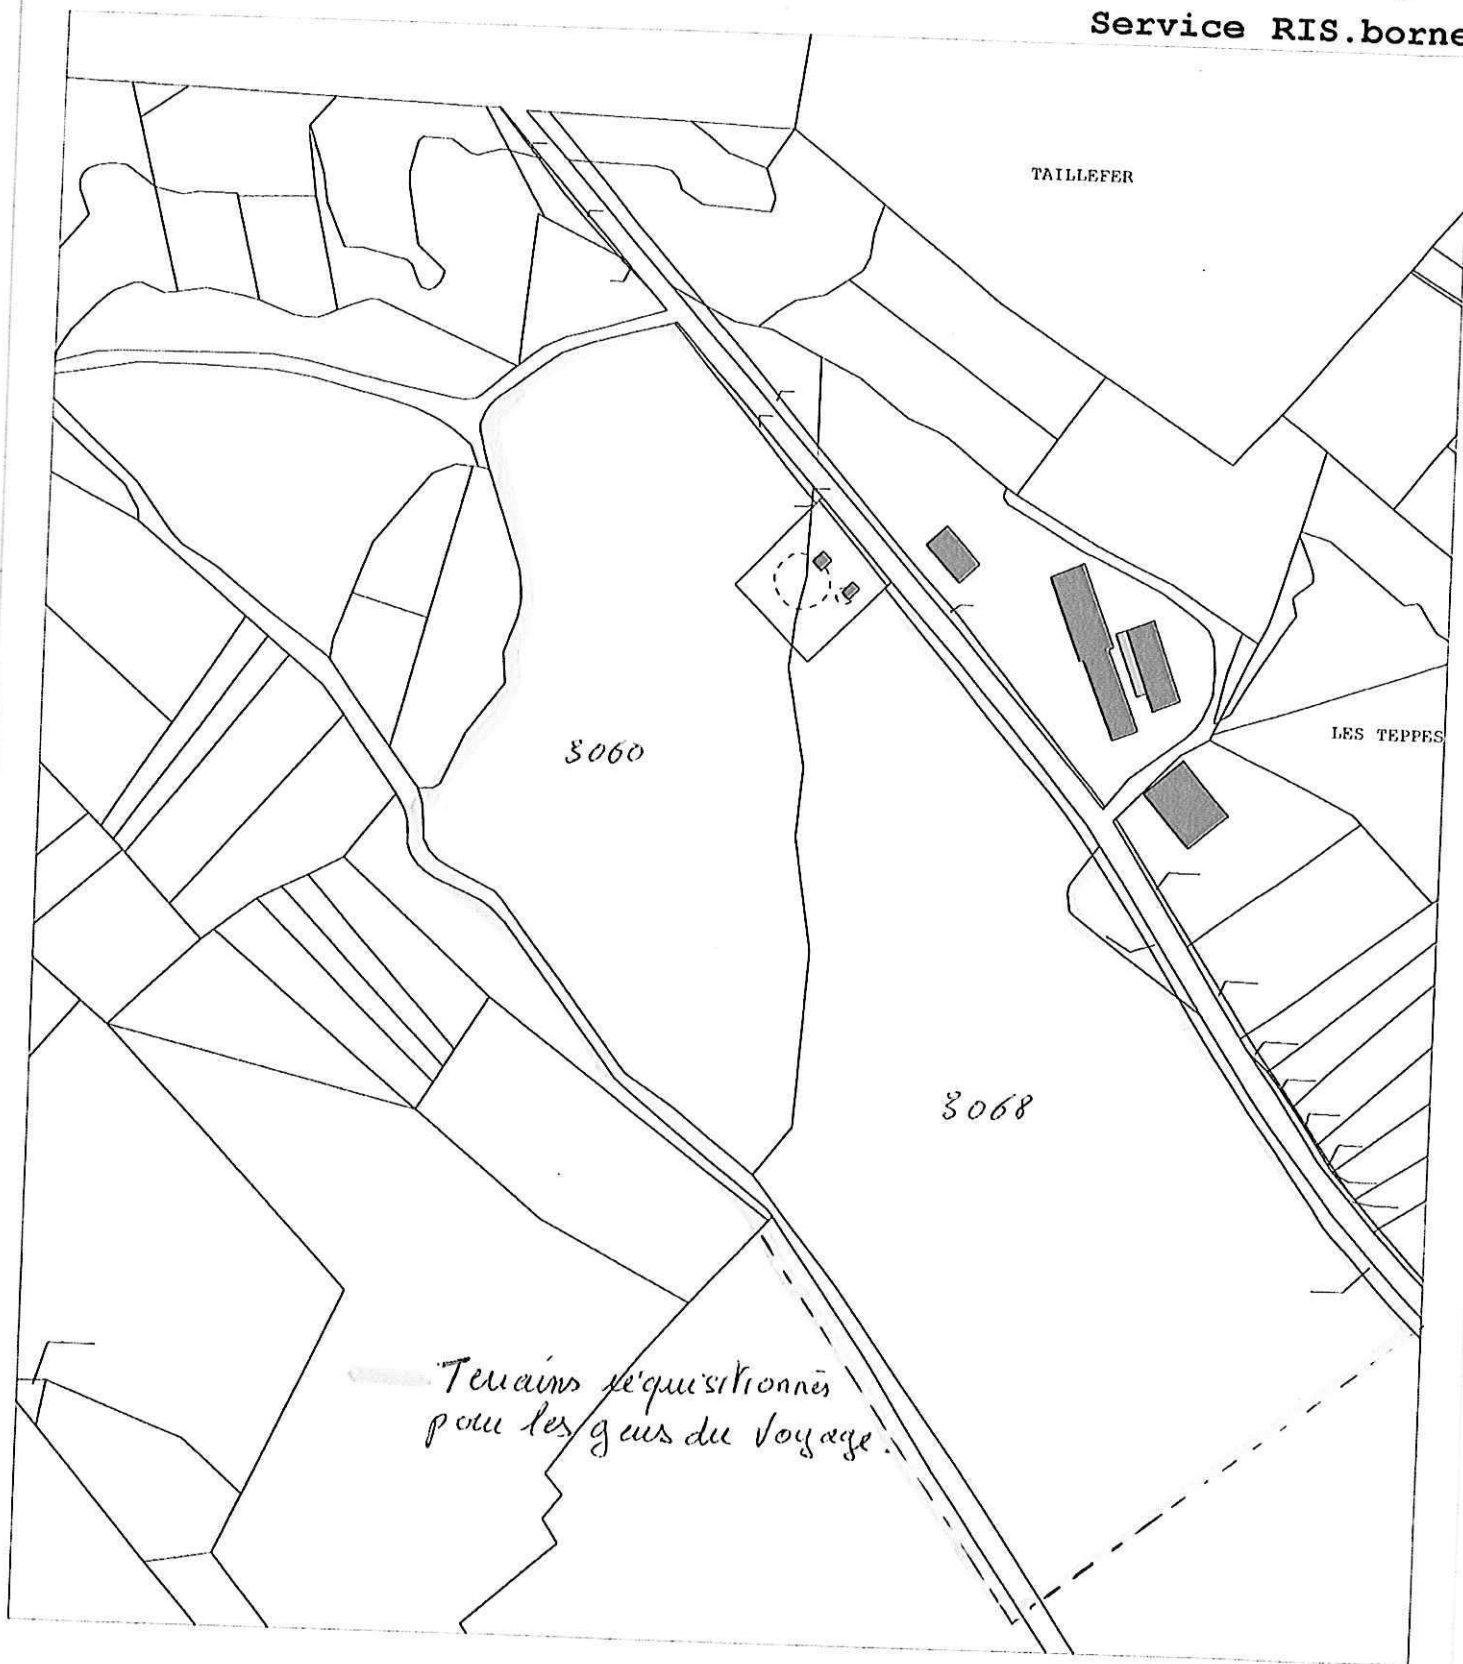 Service RIS.borne
TAILLEFER
LES TEPPES
3060
3068
Terrains réquisitionnés
pour les gens du voyage.